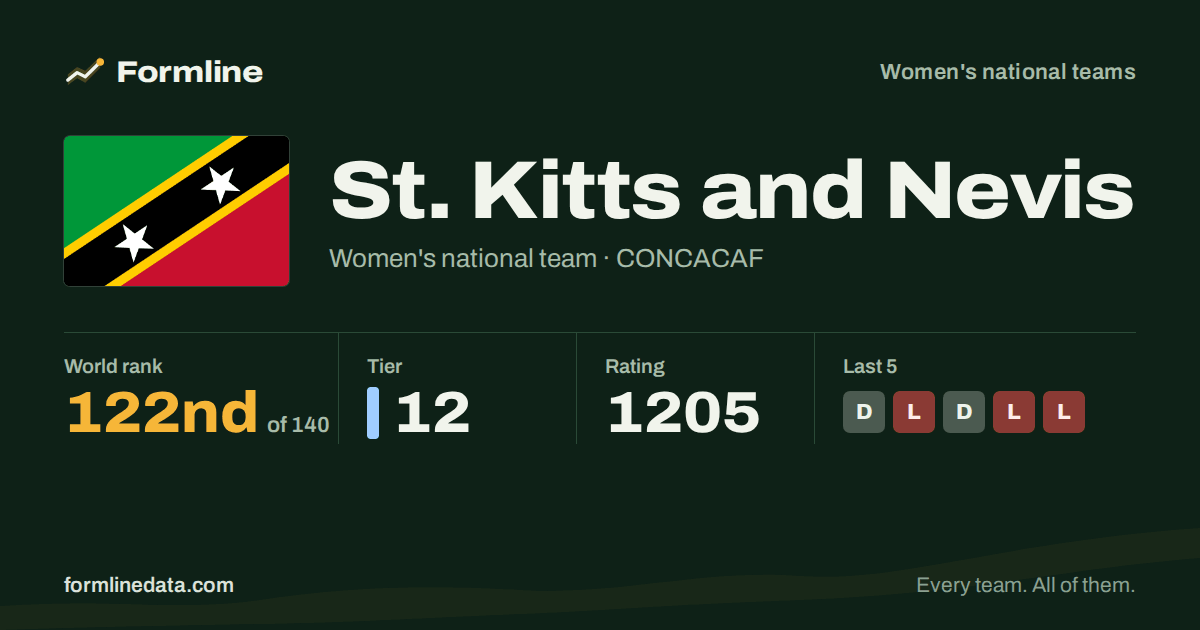 Formline
Women's national teams
St. Kitts and Nevis
Women's national team · CONCACAF
World rank
122nd of 140
Tier
12
Rating
1205
Last 5
D L D L L
formlinedata.com
Every team. All of them.